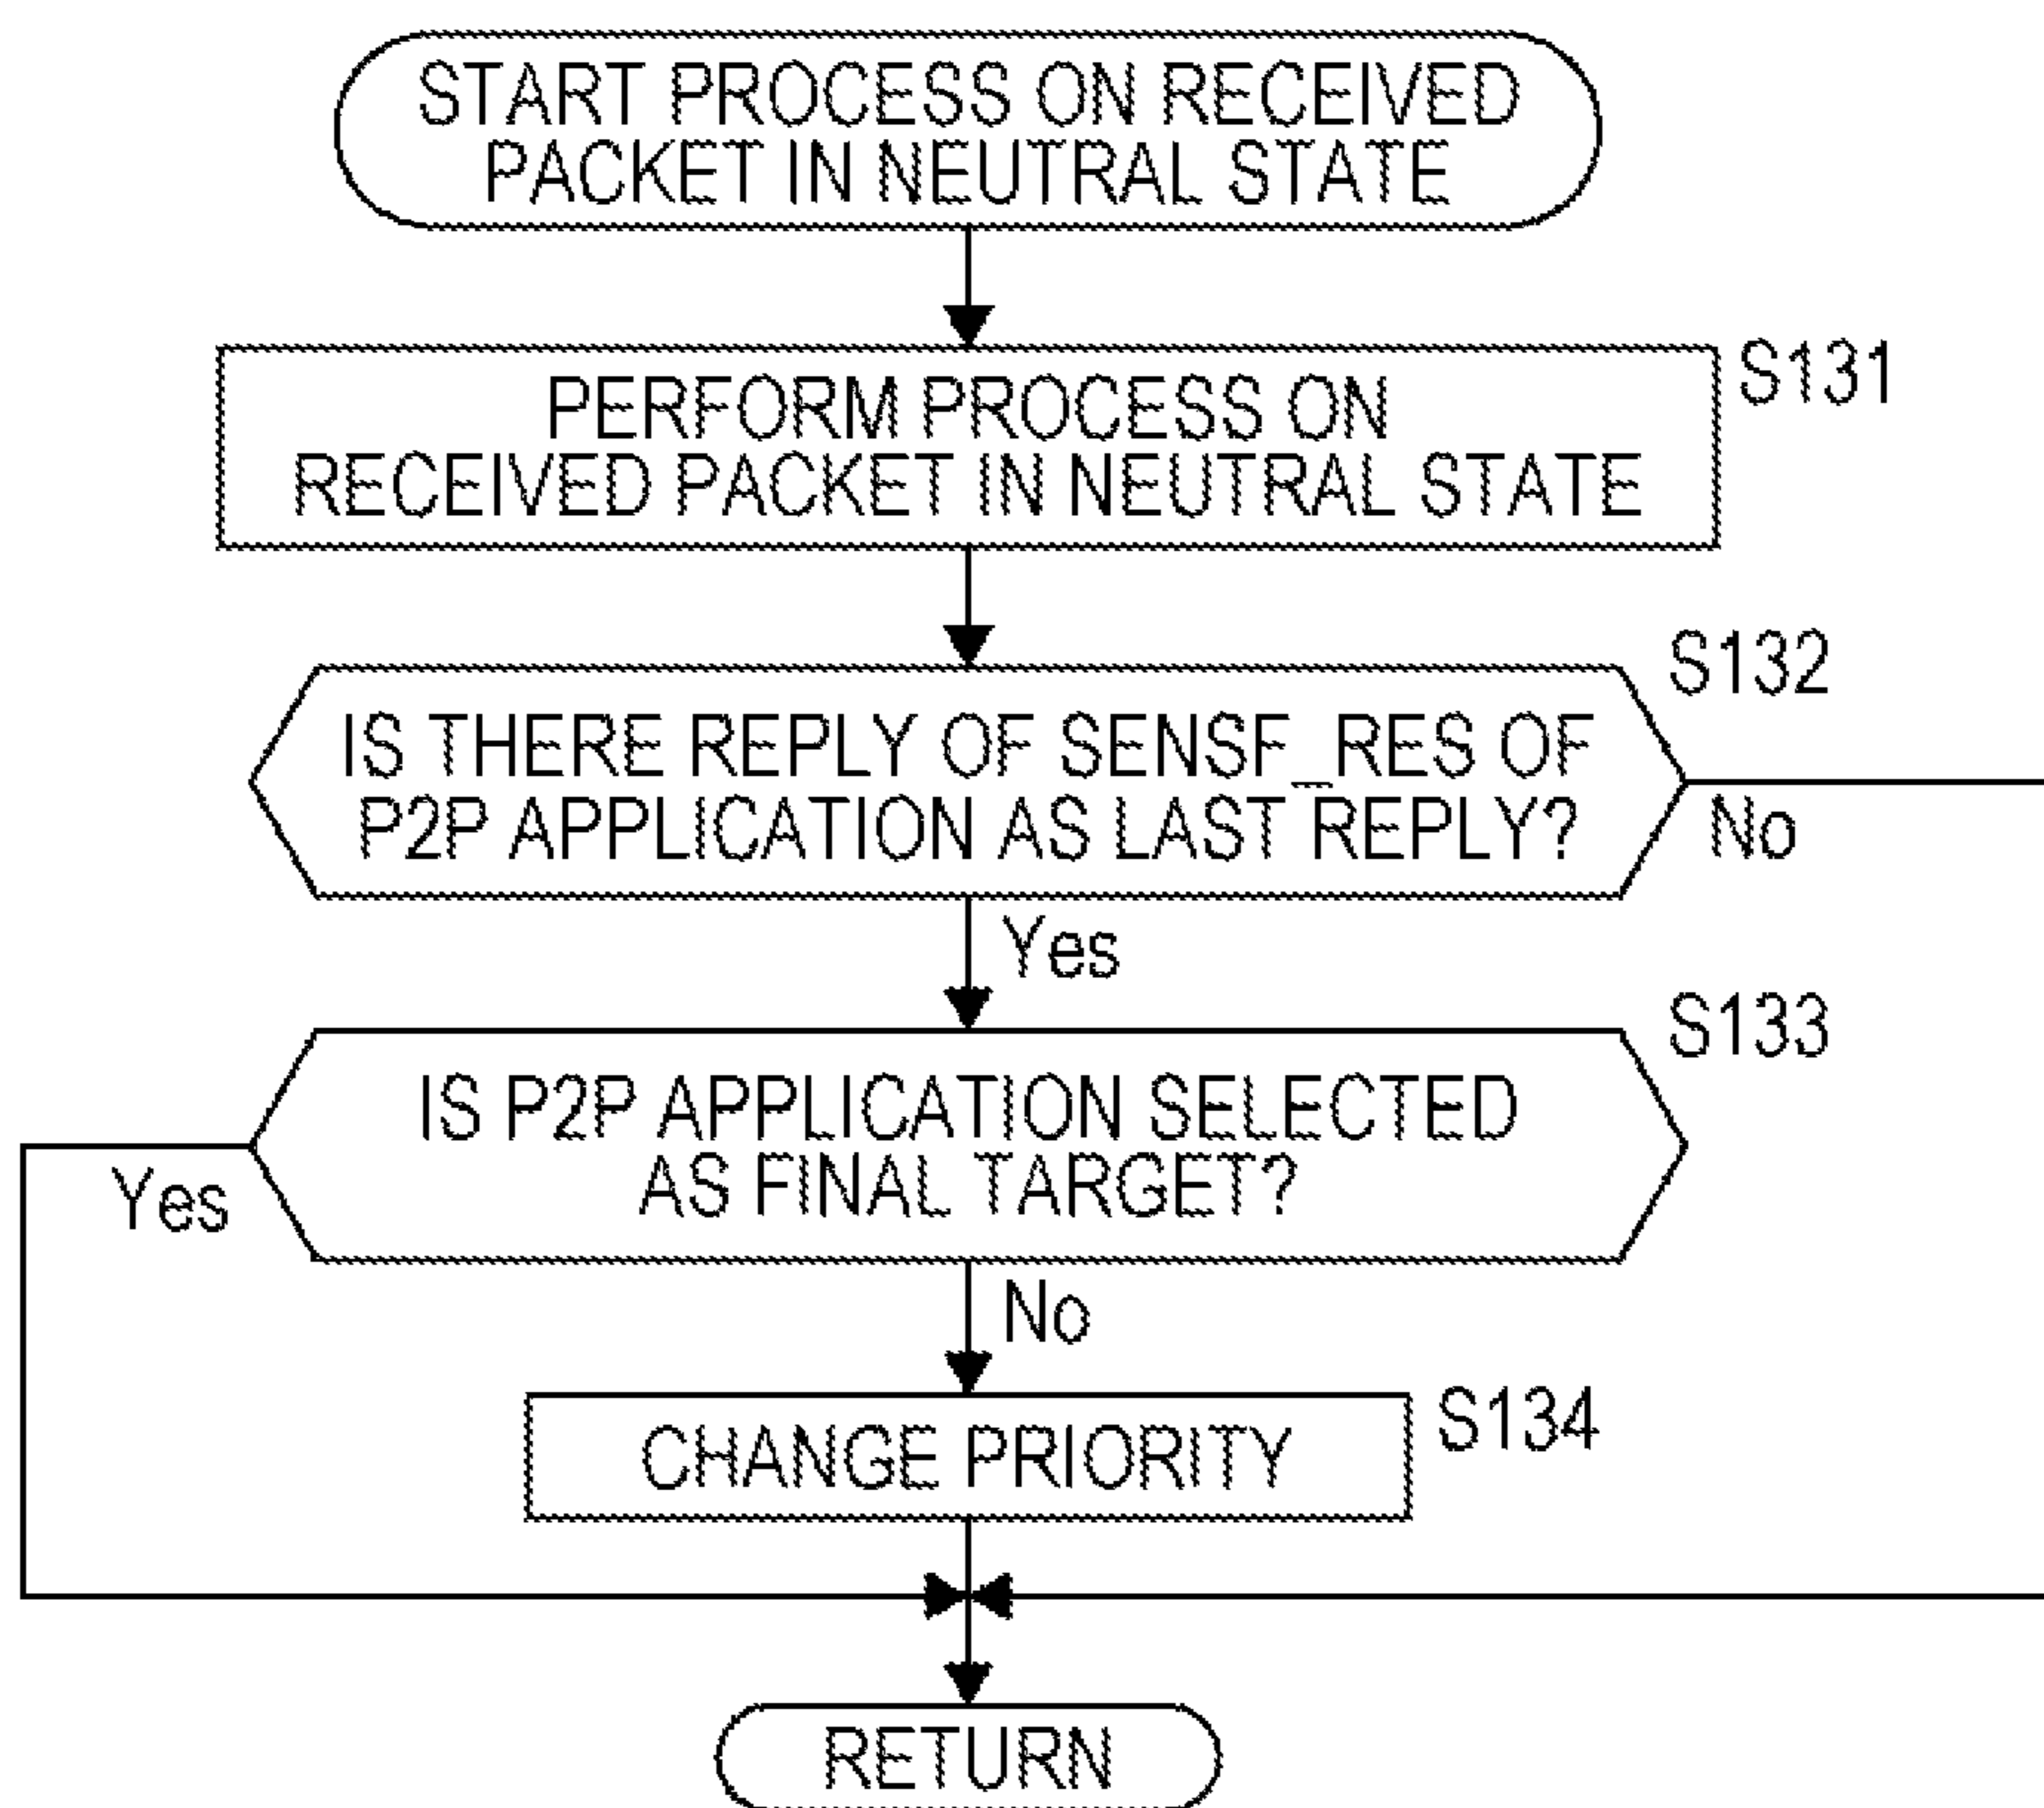 START PROCESS ON RECEIVED
PACKET IN NEUTRAL STATE
S131
PERFORM PROCESS ON
RECEIVED PACKET IN NEUTRAL STATE
S132
IS THERE REPLY OF SENSF_RES OF
P2P APPLICATION AS LAST REPLY?
No
Yes
S133
IS P2P APPLICATION SELECTED
AS FINAL TARGET?
Yes
No
S134
CHANGE PRIORITY
RETURN